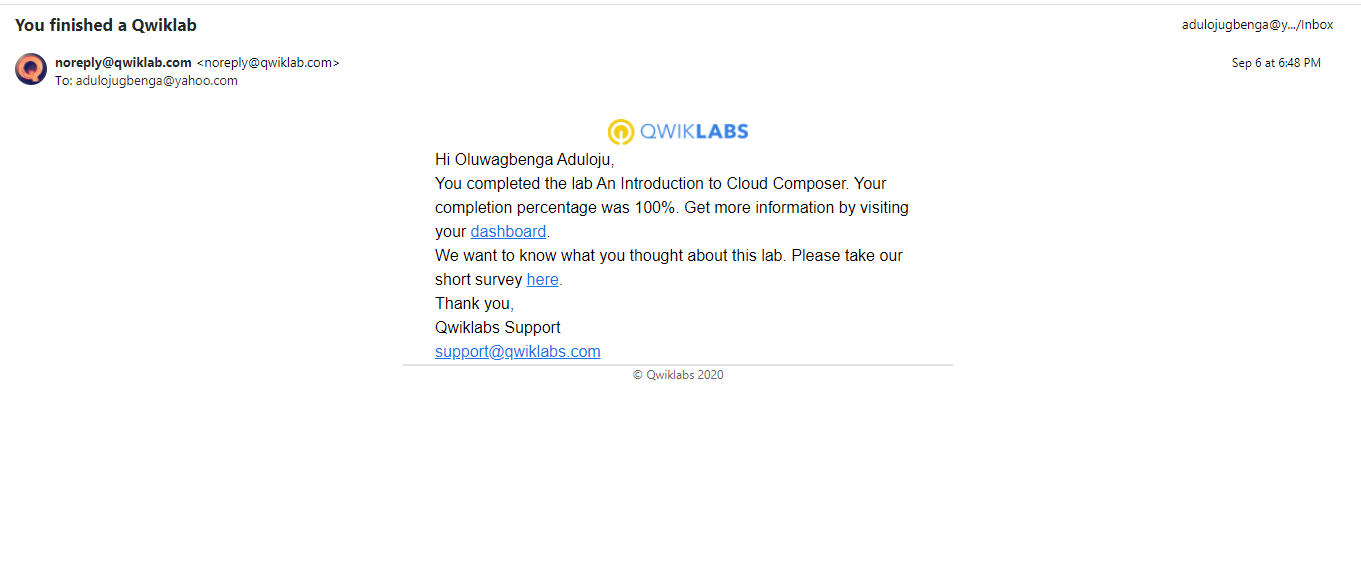 You finished a Qwiklab
adulojugbenga@y.../Inbox
noreply@qwiklab.com <noreply@qwiklab.com>
Sep 6 at 6:48 PM
To: adulojugbenga@yahoo.com
QWIKLABS
Hi Oluwagbenga Aduloju,
You completed the lab An Introduction to Cloud Composer. Your
completion percentage was 100%. Get more information by visiting
your dashboard.
We want to know what you thought about this lab. Please take our
short survey here.
Thank you,
Qwiklabs Support
support@qwiklabs.com
© Qwiklabs 2020